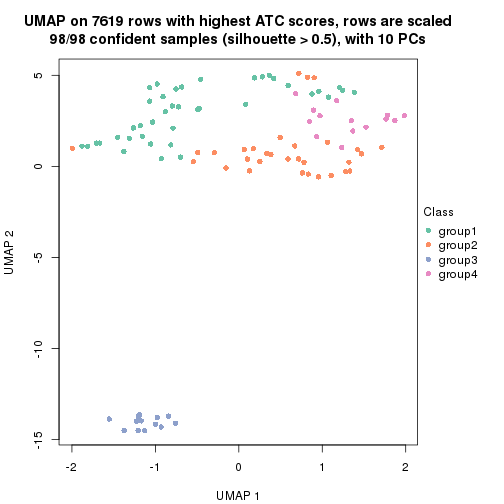 UMAP on 7619 rows with highest ATC scores, rows are scaled
98/98 confident samples (silhouette > 0.5), with 10 PCs
5
0
-5
-10
-15
UMAP 2
Class
group1
group2
group3
group4
-2 -1 0 1 2
UMAP 1